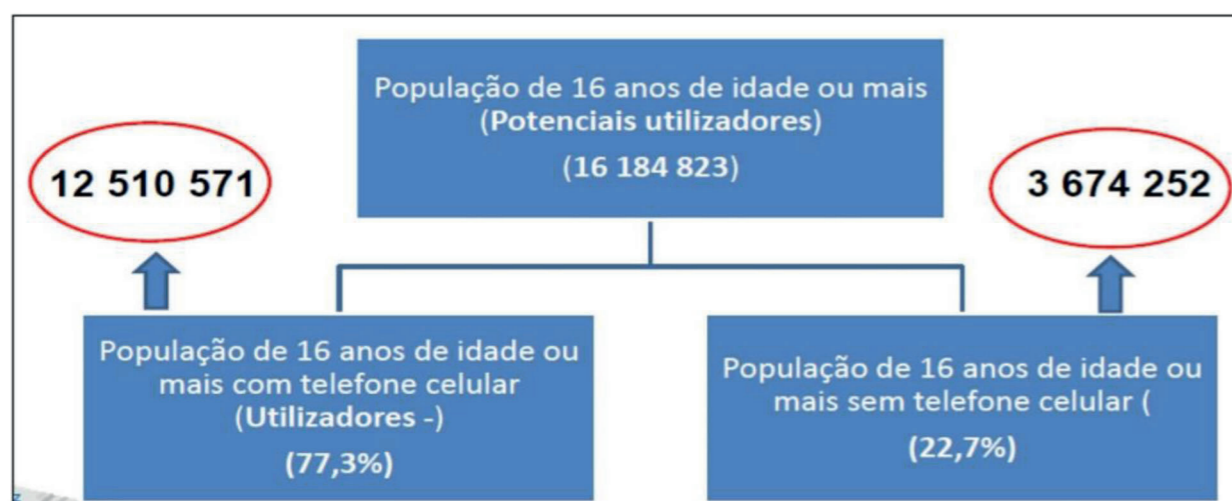 População de 16 anos de idade ou mais
(Potenciais utilizadores)
(16 184 823)
12 510 571
3 674 252
População de 16 anos de idade ou
mais com telefone celular
(Utilizadores -)
(77,3%)
População de 16 anos de idade ou
mais sem telefone celular (
(22,7%)